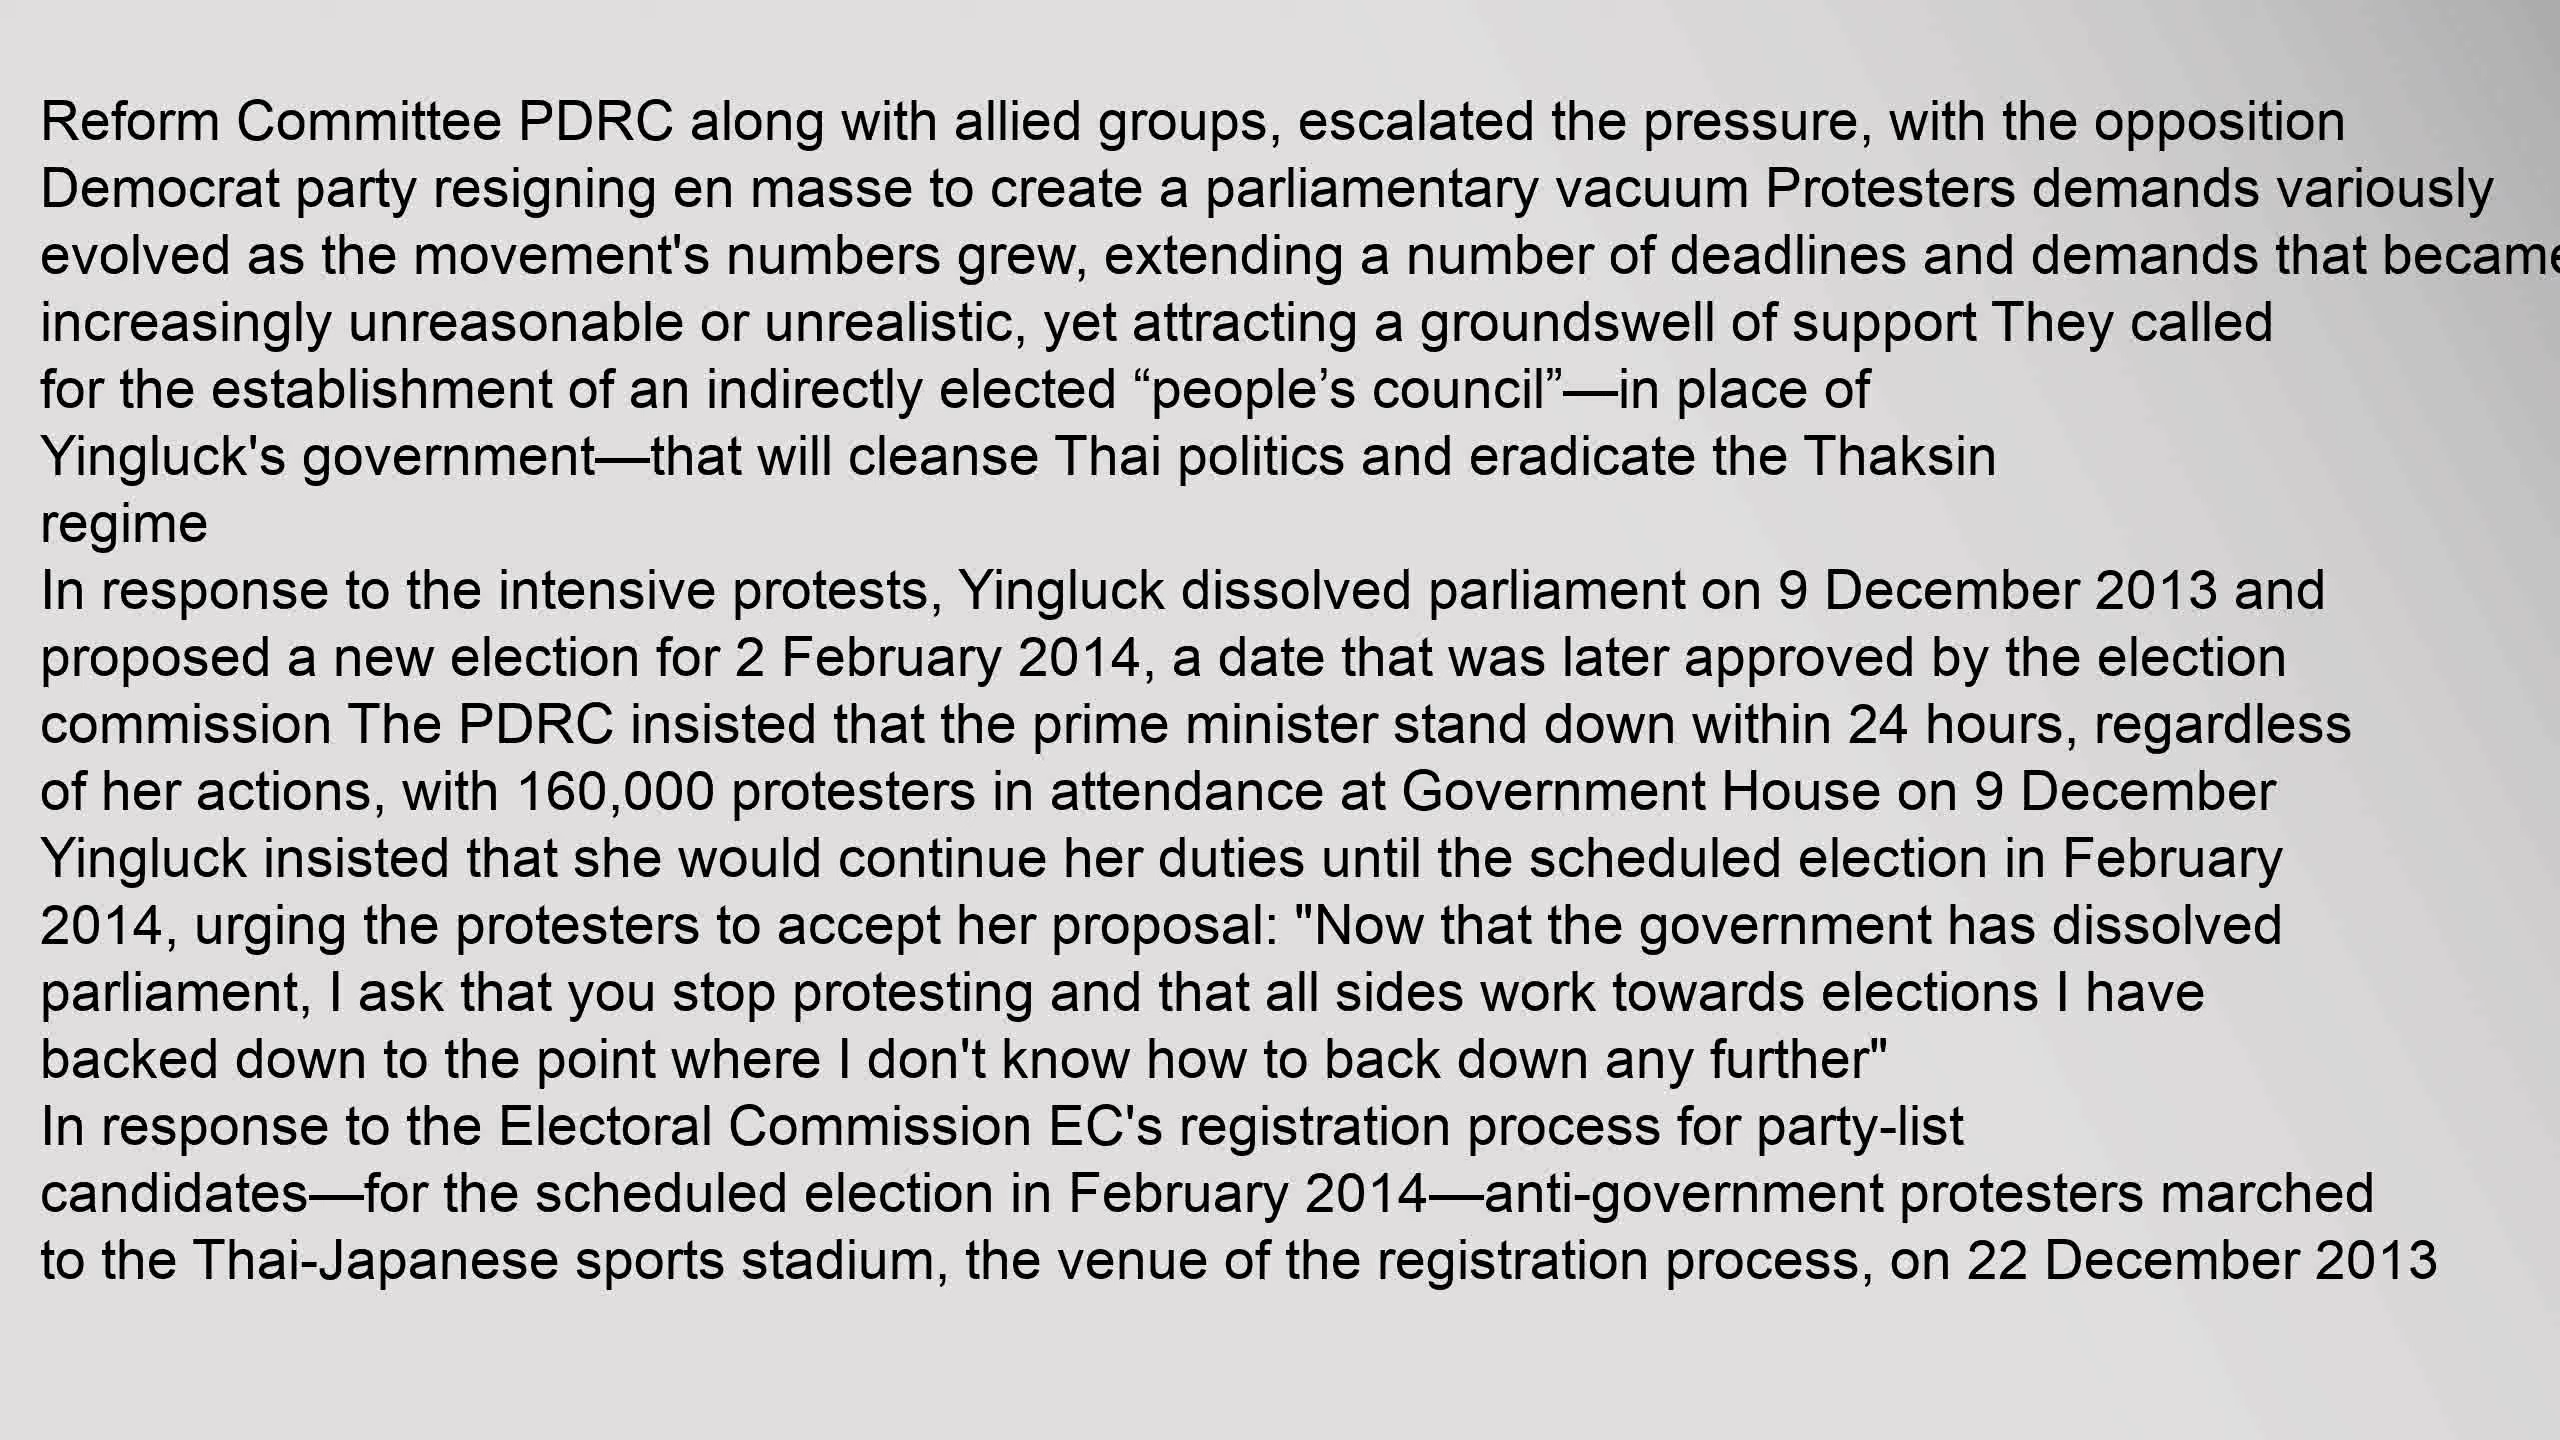 Reform Committee PDRC along with allied groups, escalated the pressure, with the opposition
Democrat party resigning en masse to create a parliamentary vacuum Protesters demands variously
evolved as the movement's numbers grew, extending a number of deadlines and demands that became
increasingly unreasonable or unrealistic, yet attracting a groundswell of support They called
for the establishment of an indirectly elected “people’s council”—in place of
Yingluck's government—that will cleanse Thai politics and eradicate the Thaksin
regime
In response to the intensive protests, Yingluck dissolved parliament on 9 December 2013 and
proposed a new election for 2 February 2014, a date that was later approved by the election
commission The PDRC insisted that the prime minister stand down within 24 hours, regardless
of her actions, with 160,000 protesters in attendance at Government House on 9 December
Yingluck insisted that she would continue her duties until the scheduled election in February
2014, urging the protesters to accept her proposal: "Now that the government has dissolved
parliament, I ask that you stop protesting and that all sides work towards elections I have
backed down to the point where I don't know how to back down any further"
In response to the Electoral Commission EC's registration process for party-list
candidates—for the scheduled election in February 2014—anti-government protesters marched
to the Thai-Japanese sports stadium, the venue of the registration process, on 22 December 2013